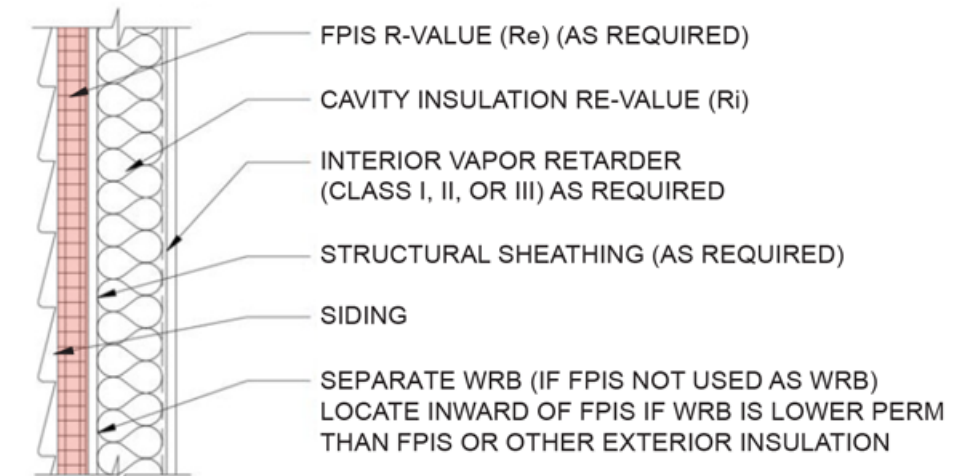 FPIS R-VALUE (Re) (AS REQUIRED)
CAVITY INSULATION RE-VALUE (Ri)
INTERIOR VAPOR RETARDER
(CLASS I, II, OR III) AS REQUIRED
STRUCTURAL SHEATHING (AS REQUIRED)
SIDING
SEPARATE WRB (IF FPIS NOT USED AS WRB)
LOCATE INWARD OF FPIS IF WRB IS LOWER PERM
THAN FPIS OR OTHER EXTERIOR INSULATION